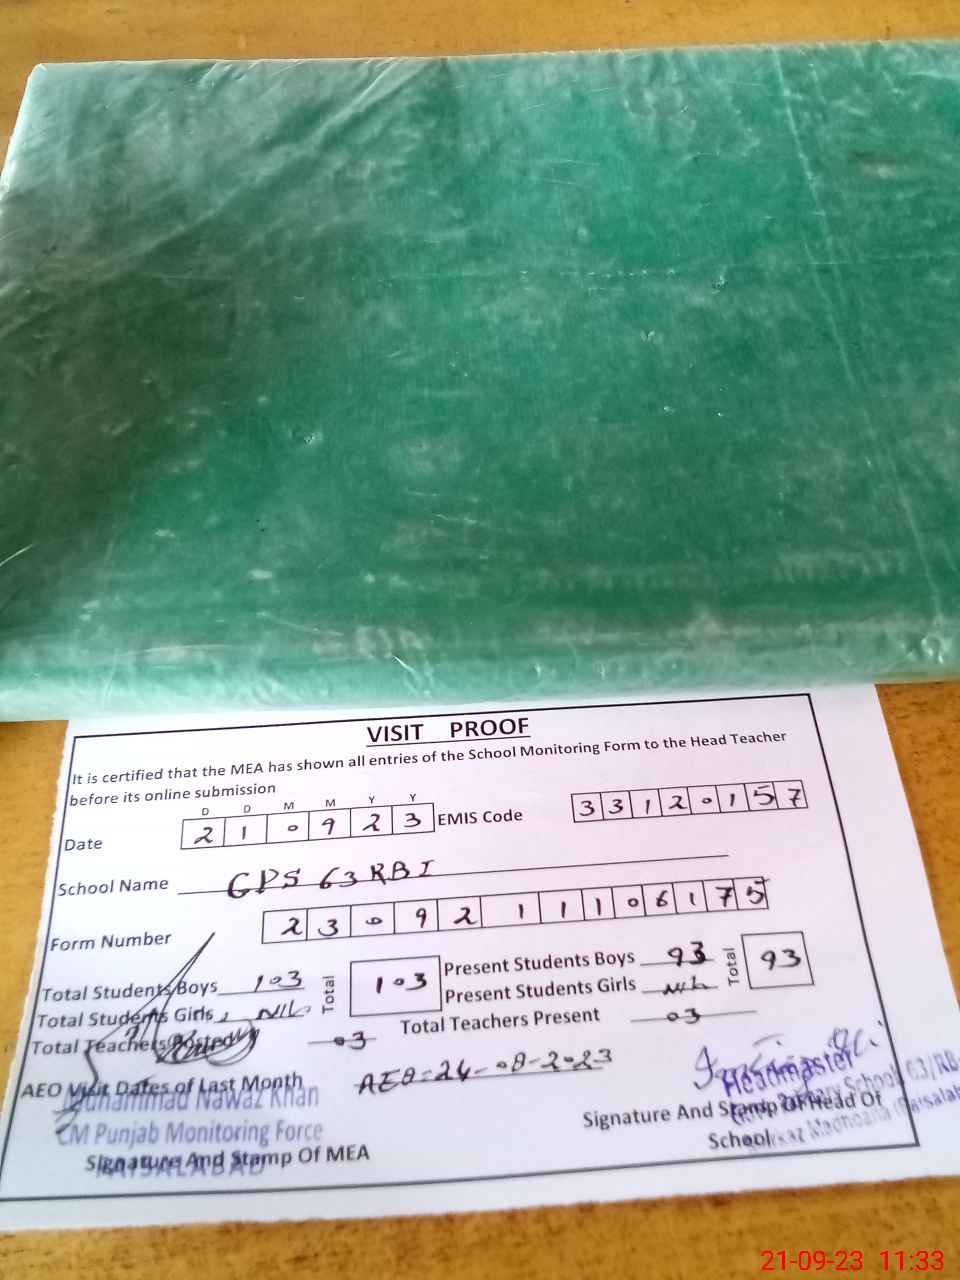 VISIT PROOF
It is certified that the MEA has shown all entries of the School Monitoring Form to the Head Teacher
before its online submission
D D M M Y Y
Date 2 1 0 9 2 3 EMIS Code 3 3 1 2 0 1 5 7
School Name GPS 63 RB I
Form Number 2 3 0 9 2 1 1 1 0 6 1 7 5
Total Students Boys 103 Total 103 Present Students Boys 93 Total 93
Total Students Girls NIL Present Students Girls NIL
Total Teachers Posted 03 Total Teachers Present 03
AEO Visit Dates of Last Month AEO = 24-08-2023
Muhammad Nawaz Khan
CM Punjab Monitoring Force
FAISALABAD
Signature And Stamp Of MEA
Headmaster
Primary School 63/RB
Signature And Stamp Of Head Of
School
21-09-23 11:33